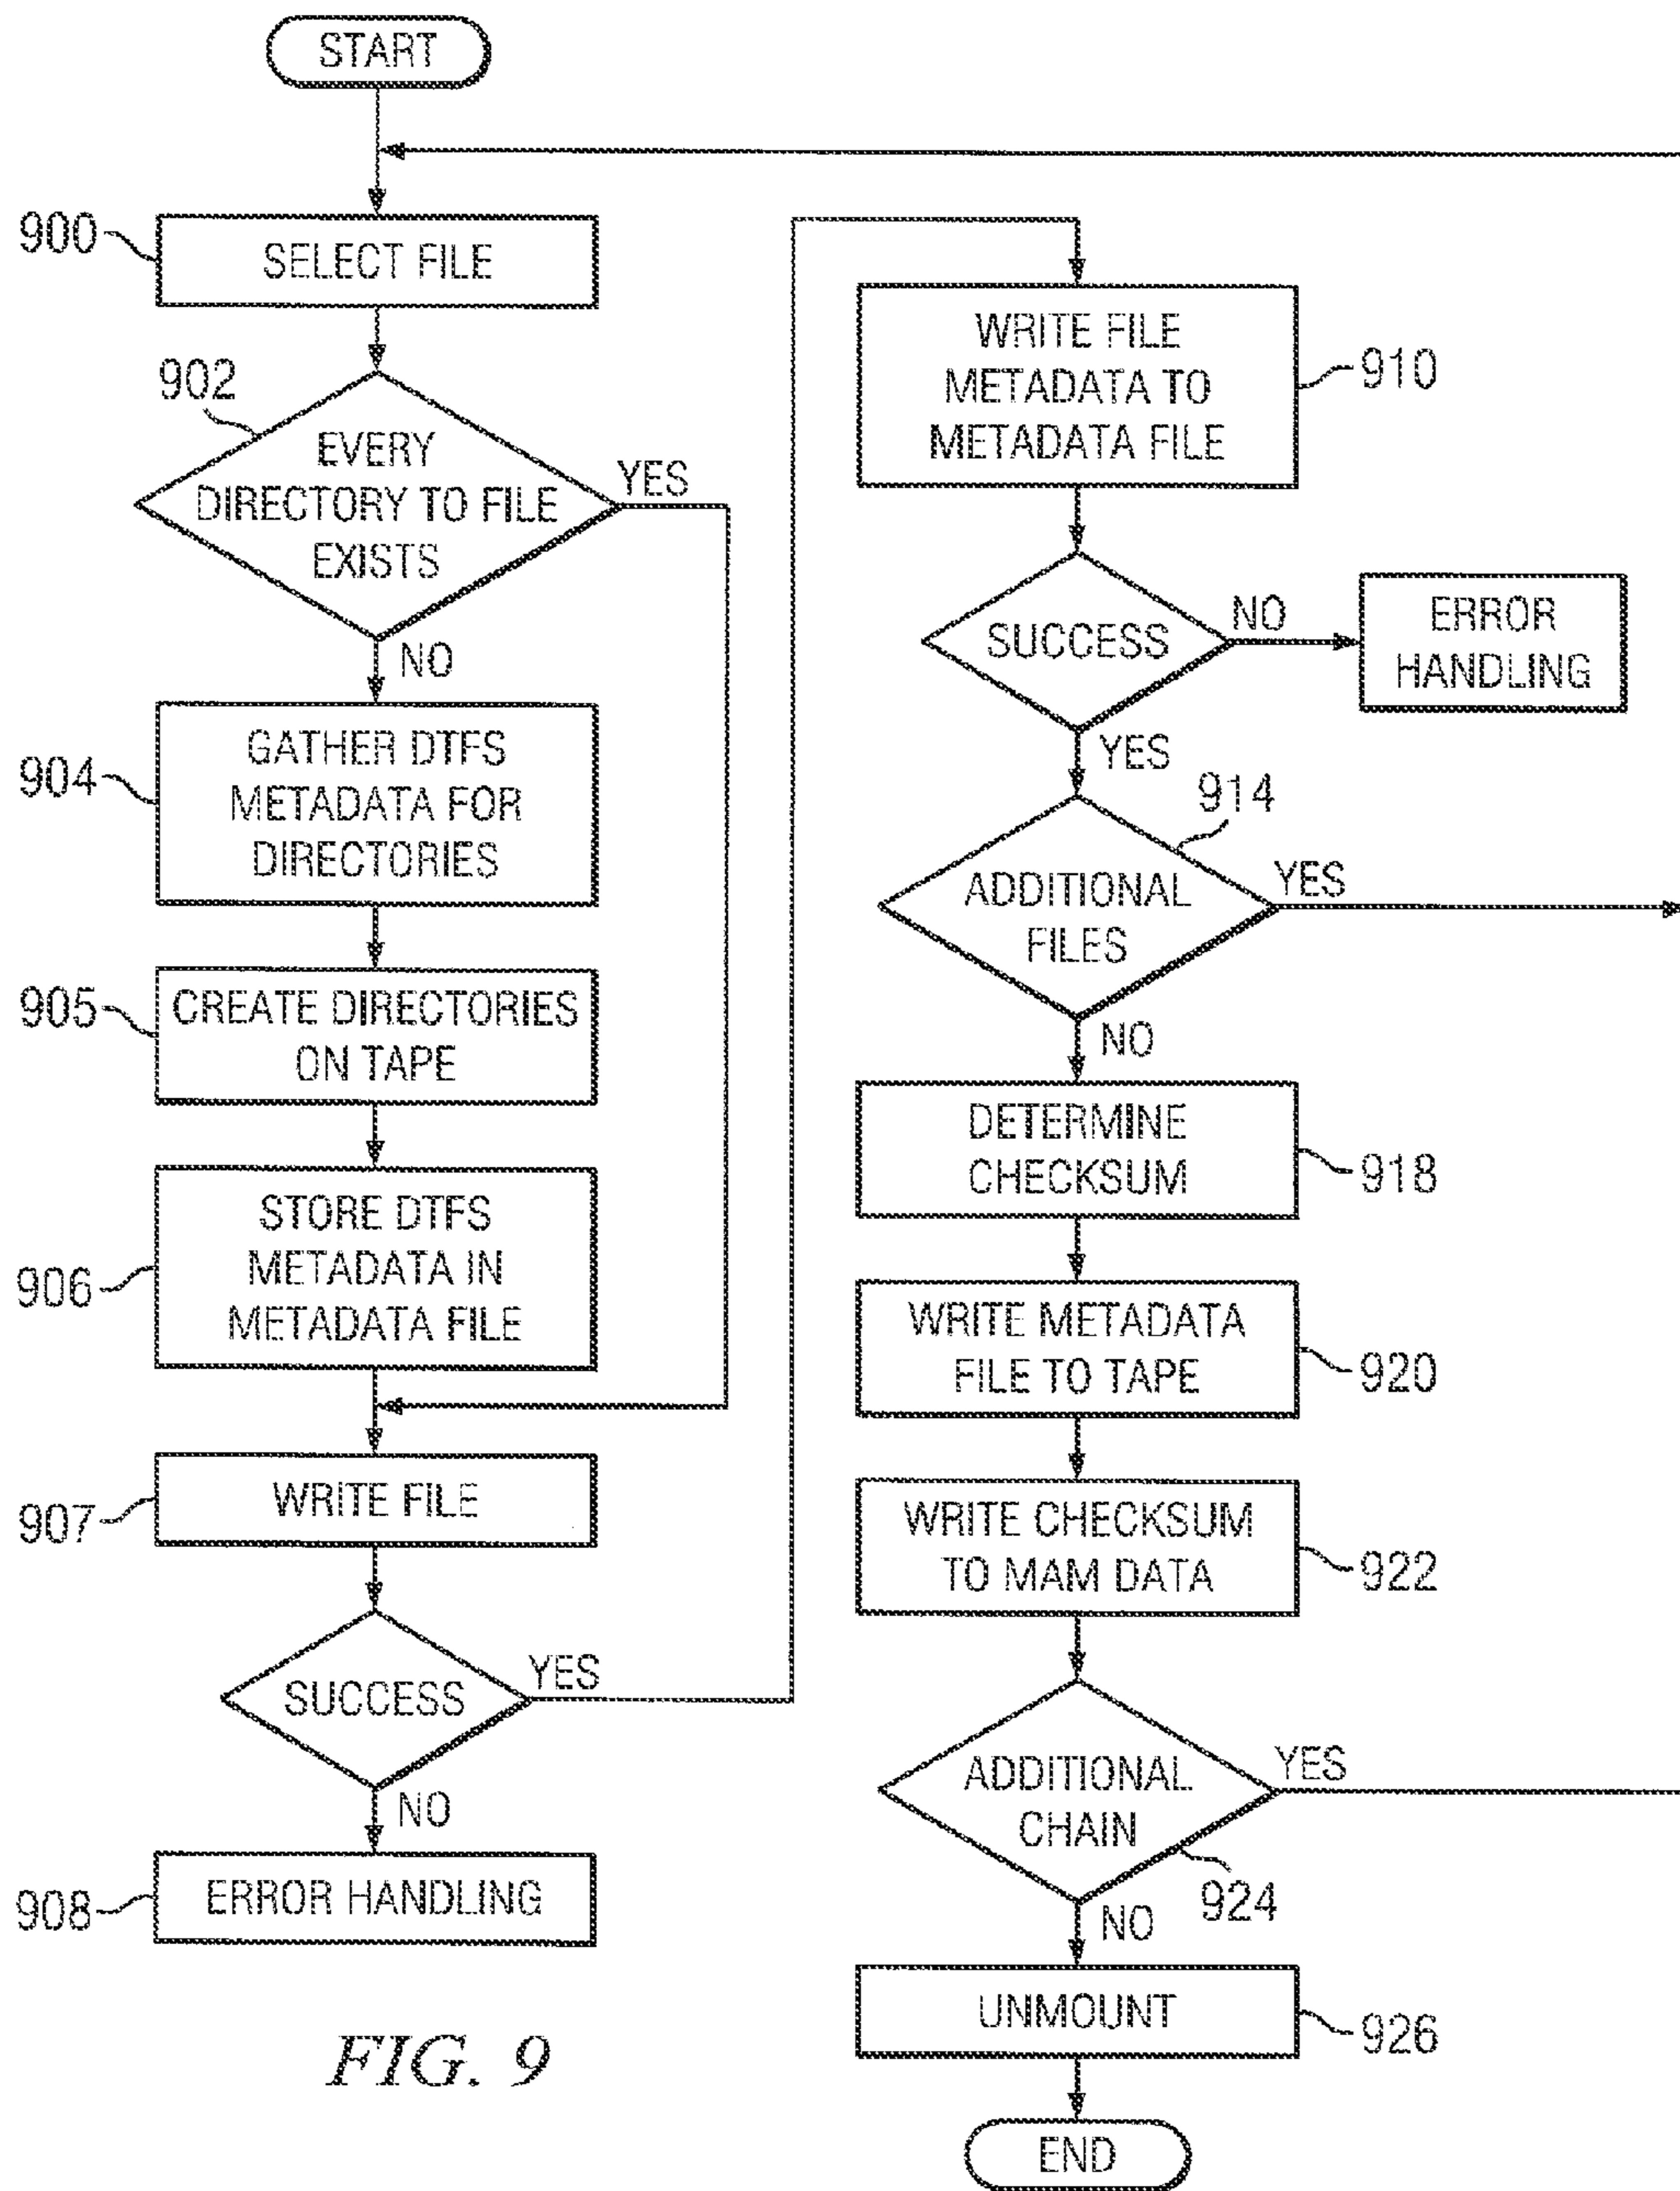 START
900
SELECT FILE
902
EVERY
DIRECTORY TO FILE
EXISTS
YES
NO
904
GATHER DTFS
METADATA FOR
DIRECTORIES
905
CREATE DIRECTORIES
ON TAPE
906
STORE DTFS
METADATA IN
METADATA FILE
907
WRITE FILE
SUCCESS
YES
NO
908
ERROR HANDLING
WRITE FILE
METADATA TO
METADATA FILE
910
SUCCESS
NO
ERROR
HANDLING
YES
914
ADDITIONAL
FILES
YES
NO
DETERMINE
CHECKSUM
918
WRITE METADATA
FILE TO TAPE
920
WRITE CHECKSUM
TO MAM DATA
922
ADDITIONAL
CHAIN
YES
924
NO
UNMOUNT
926
END
FIG. 9